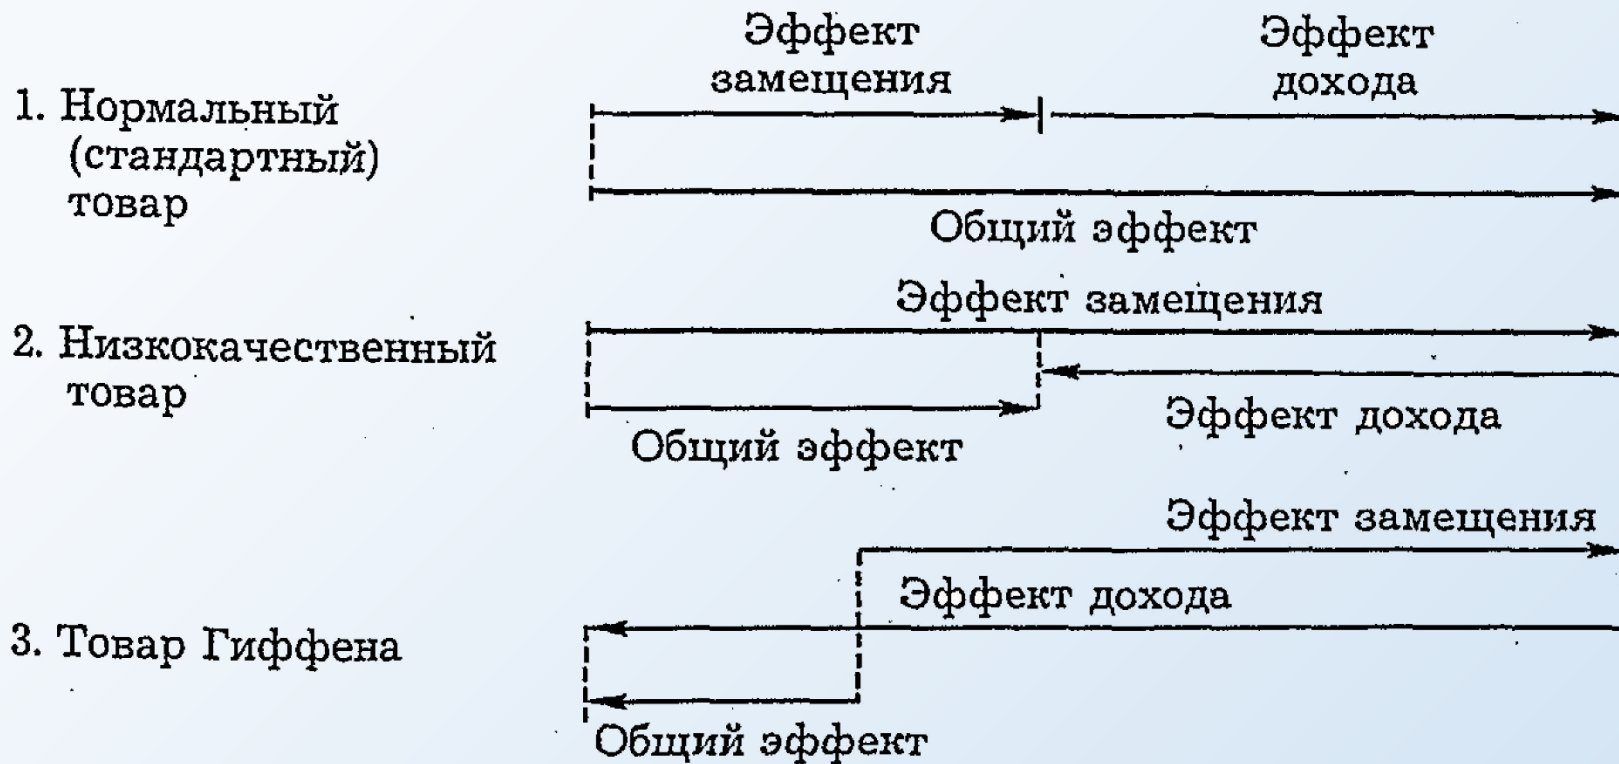 Эффект
замещения
Эффект
дохода
1. Нормальный
(стандартный)
товар
Общий эффект
Эффект замещения
2. Низкокачественный
товар
Эффект дохода
Общий эффект
Эффект замещения
Эффект дохода
3. Товар Гиффена
Общий эффект